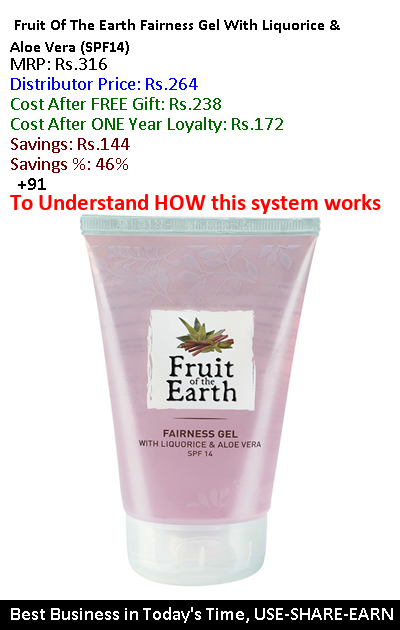 Fruit Of The Earth Fairness Gel With Liquorice &
Aloe Vera (SPF14)
MRP: Rs.316
Distributor Price: Rs.264
Cost After FREE Gift: Rs.238
Cost After ONE Year Loyalty: Rs.172
Savings: Rs.144
Savings %: 46%
+91
To Understand HOW this system works
Fruit
of the
Earth
FAIRNESS GEL
WITH LIQUORICE & ALOE VERA
SPF 14
Best Business in Today's Time, USE-SHARE-EARN